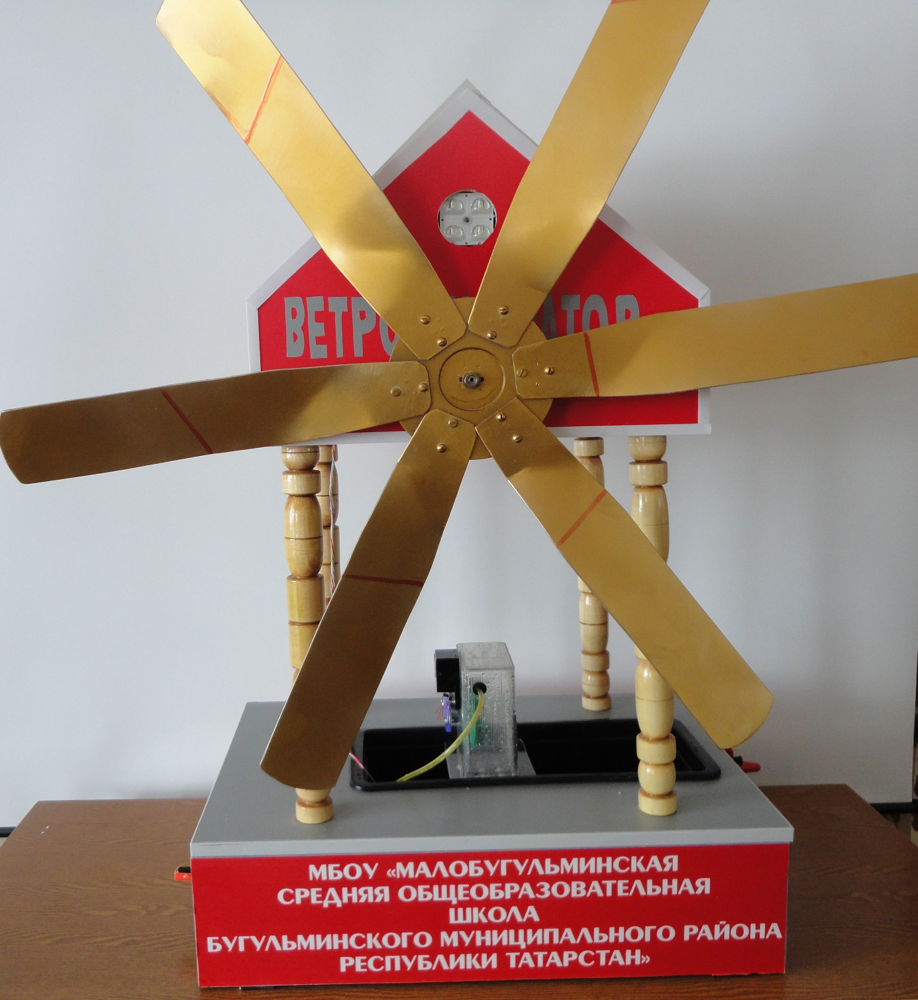 МБОУ «МАЛОБУГУЛЬМИНСКАЯ
СРЕДНЯЯ ОБЩЕОБРАЗОВАТЕЛЬНАЯ
ШКОЛА
БУГУЛЬМИНСКОГО МУНИЦИПАЛЬНОГО РАЙОНА
РЕСПУБЛИКИ ТАТАРСТАН»